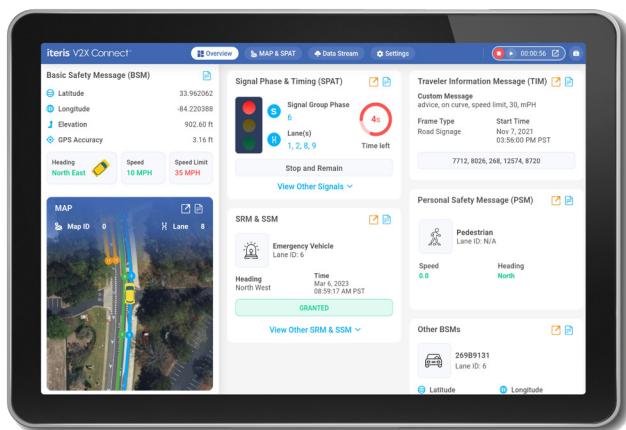 iteris V2X Connect
Overview
MAP & SPAT
Data Stream
Settings
00:00:56
Basic Safety Message (BSM)
Latitude 33.962062
Longitude -84.220388
Elevation 902.60 ft
GPS Accuracy 3.16 ft
Heading
North East
Speed
10 MPH
Speed Limit
35 MPH
MAP
Map ID 0
Lane 8
Signal Phase & Timing (SPAT)
Signal Group Phase
6
Lane(s)
1, 2, 8, 9
4s
Time left
Stop and Remain
View Other Signals
SRM & SSM
Emergency Vehicle
Lane ID: 6
Heading
North West
Time
Mar 6, 2023
08:59:17 AM PST
GRANTED
View Other SRM & SSM
Traveler Information Message (TIM)
Custom Message
advice, on curve, speed limit, 30, mPH
Frame Type
Road Signage
Start Time
Nov 7, 2021
03:56:00 PM PST
7712, 8026, 268, 12574, 8720
Personal Safety Message (PSM)
Pedestrian
Lane ID: N/A
Speed
0.0
Heading
North
Other BSMs
269B9131
Lane ID: 6
Latitude
Longitude